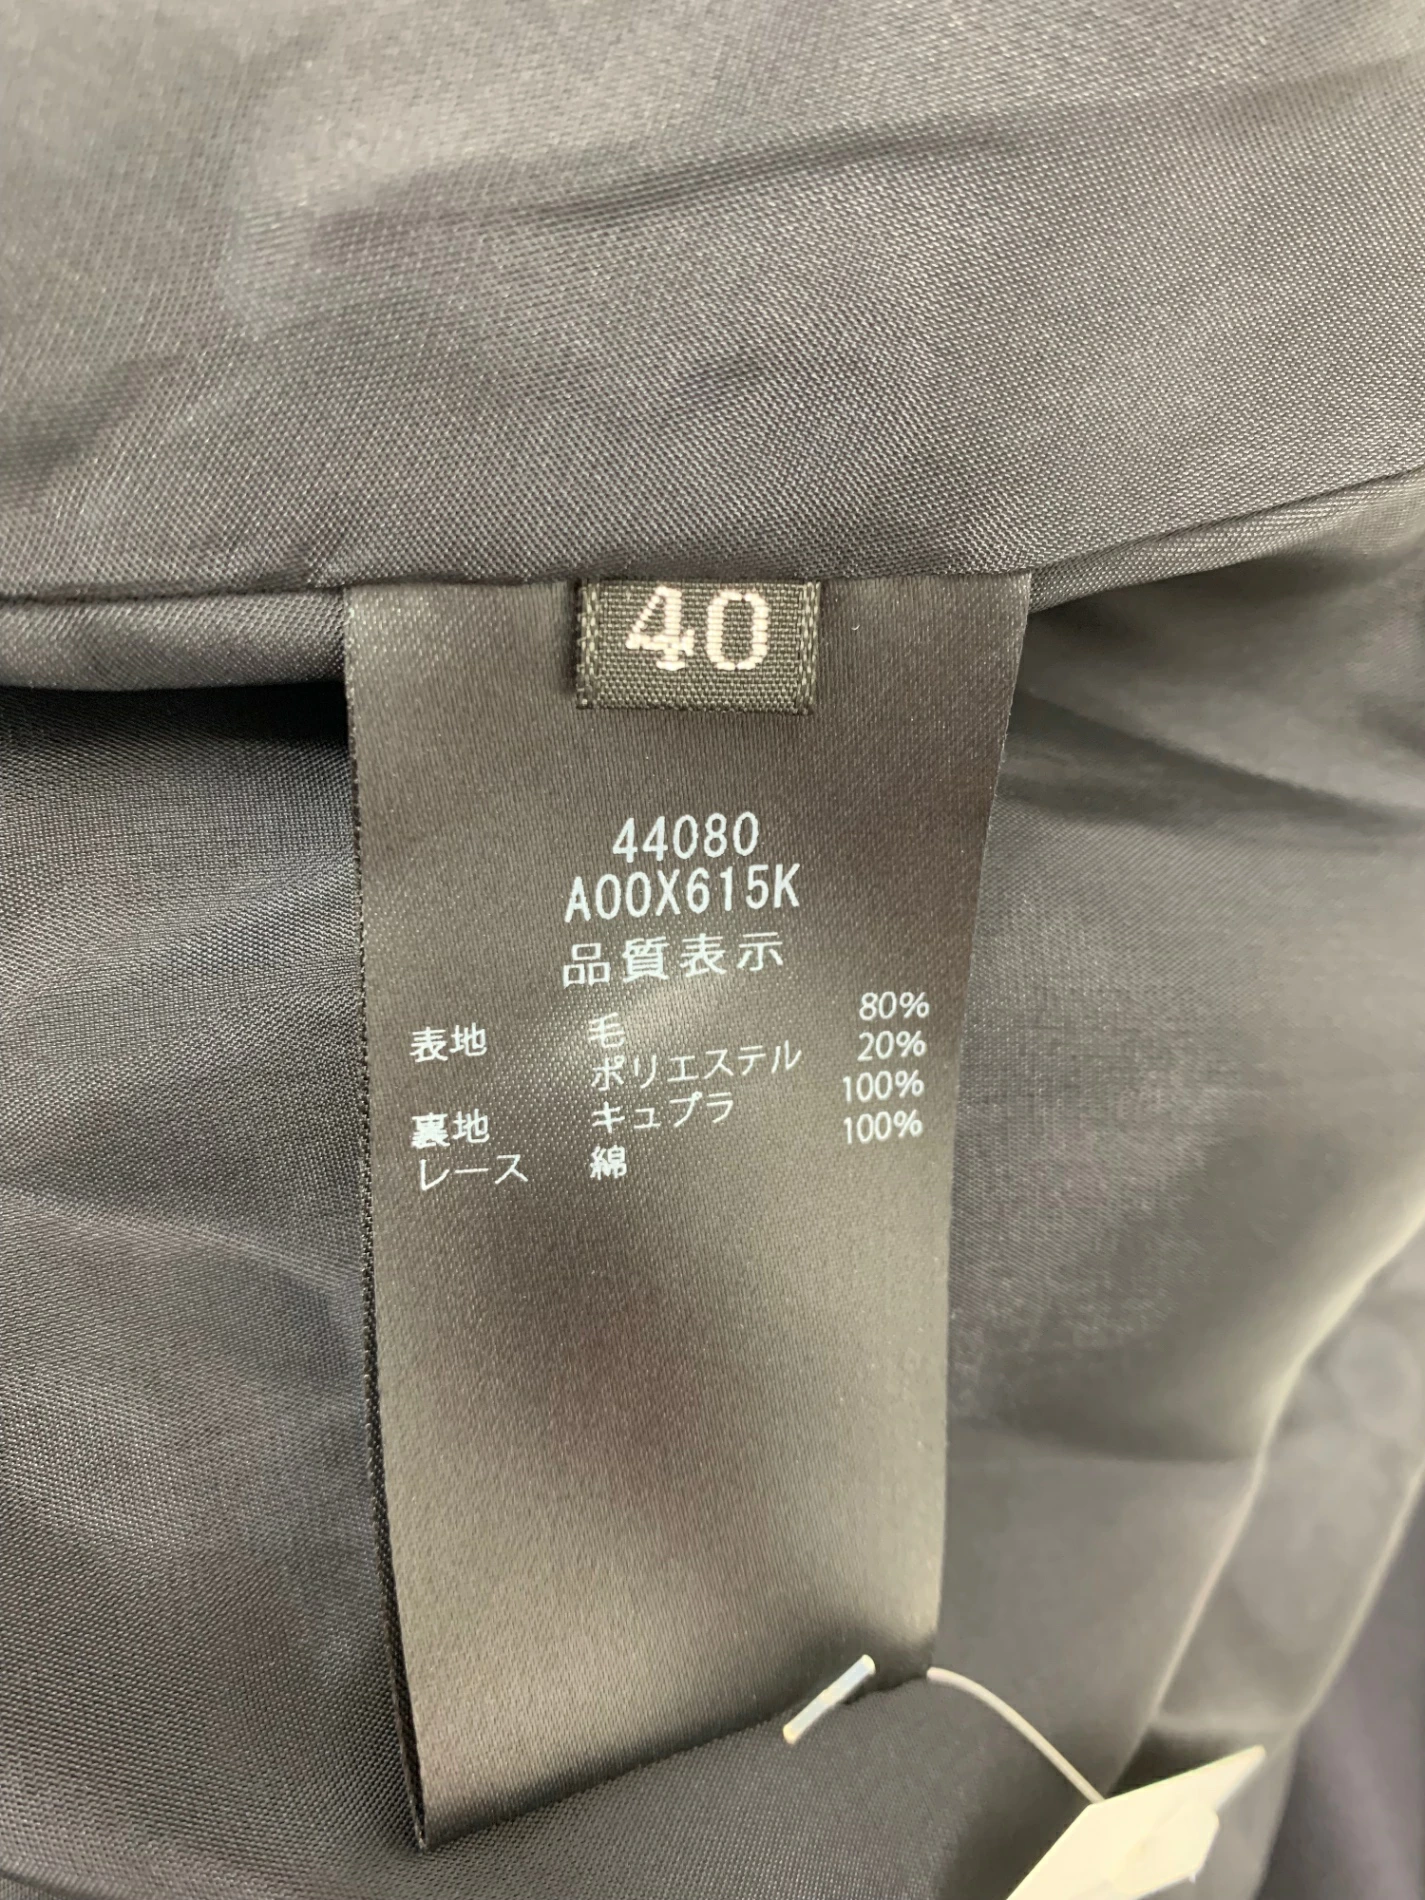 40
44080
A00X615K
品質表示
表地 毛 80%
ポリエステル 20%
裏地 キュプラ 100%
レース 綿 100%